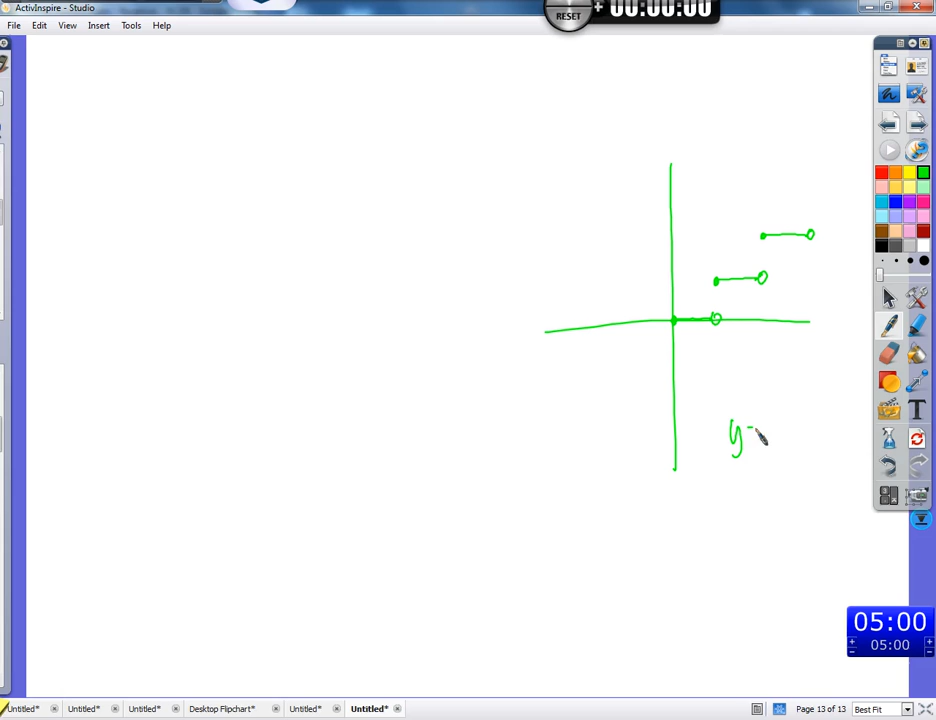 ActivInspire - Studio
RESET
00:00:00
File Edit View Insert Tools Help
y-
05:00
05:00
Untitled* Untitled* Untitled* Desktop Flipchart* Untitled* Untitled*
Page 13 of 13 Best Fit